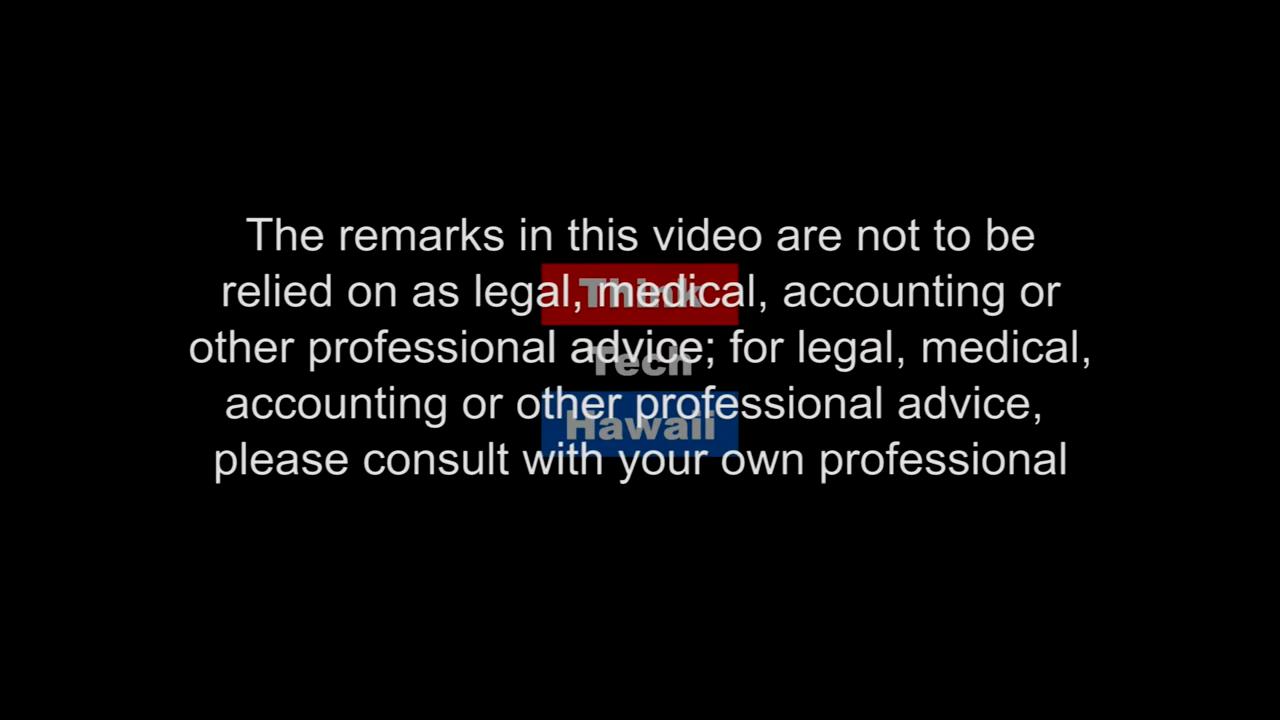 The remarks in this video are not to be
relied on as legal, medical, accounting or
other professional advice; for legal, medical,
accounting or other professional advice,
please consult with your own professional
Think
Tech
Hawaii